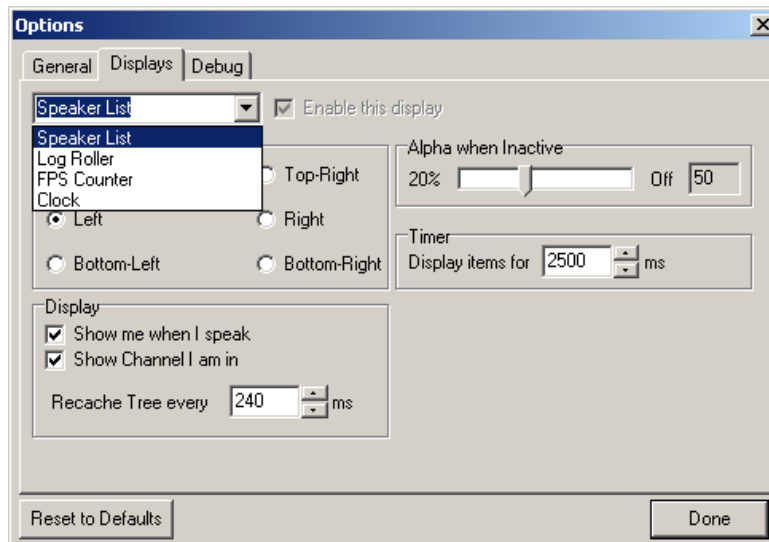 Options
General Displays Debug
Speaker List Enable this display
Speaker List
Log Roller
FPS Counter
Clock
Top-Right
Left Right
Bottom-Left Bottom-Right
Alpha when Inactive
20% Off 50
Timer
Display items for 2500 ms
Display
Show me when I speak
Show Channel I am in
Recache Tree every 240 ms
Reset to Defaults Done